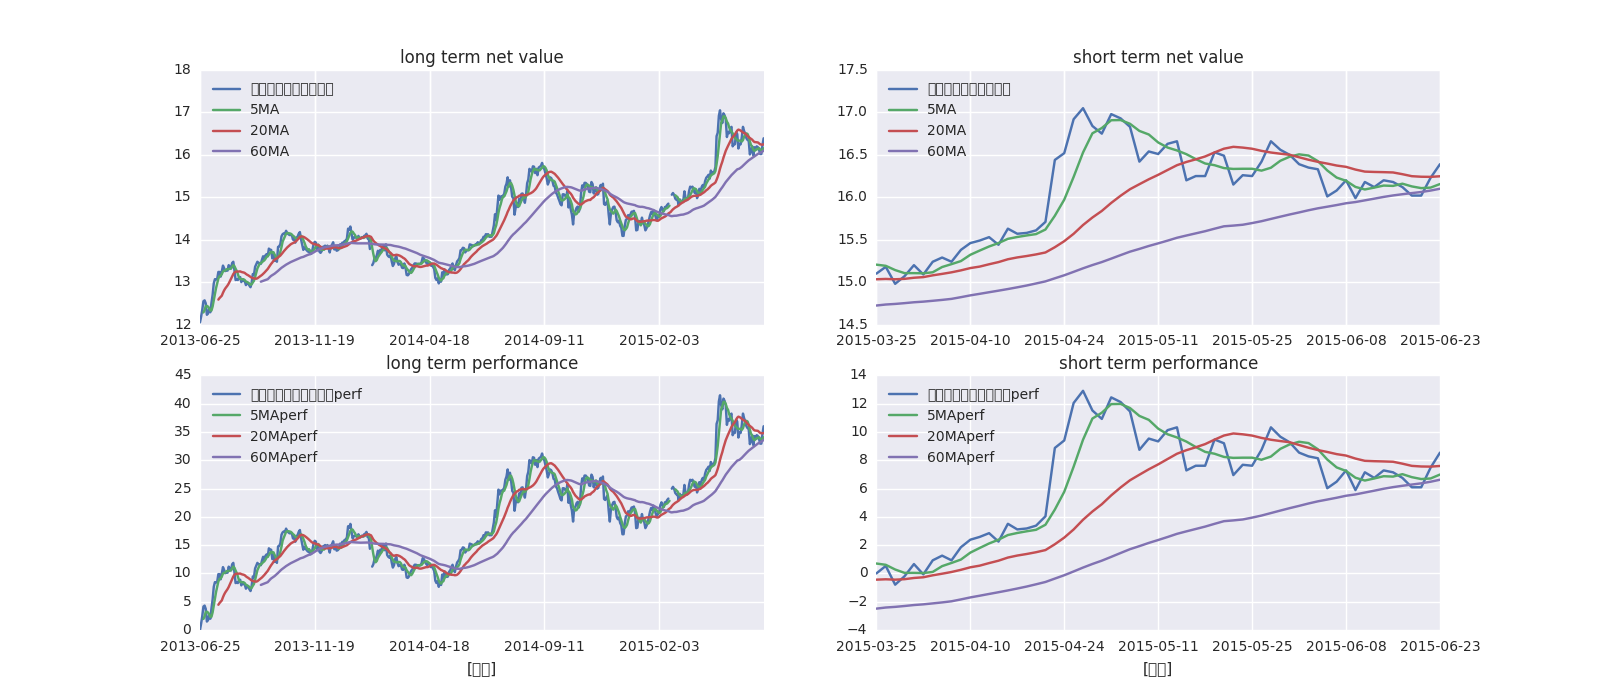 long term net value
18
17
16
15
14
13
12
5MA
20MA
60MA
2013-06-25 2013-11-19 2014-04-18 2014-09-11 2015-02-03
short term net value
17.5
17.0
16.5
16.0
15.5
15.0
14.5
5MA
20MA
60MA
2015-03-25 2015-04-10 2015-04-24 2015-05-11 2015-05-25 2015-06-08 2015-06-23
long term performance
45
40
35
30
25
20
15
10
5
0
perf
5MAperf
20MAperf
60MAperf
2013-06-25 2013-11-19 2014-04-18 2014-09-11 2015-02-03
short term performance
14
12
10
8
6
4
2
0
−2
−4
perf
5MAperf
20MAperf
60MAperf
2015-03-25 2015-04-10 2015-04-24 2015-05-11 2015-05-25 2015-06-08 2015-06-23